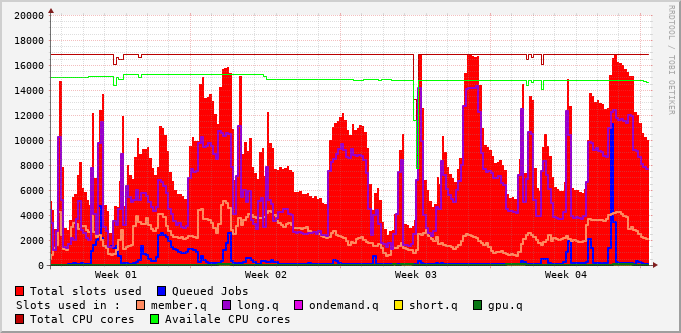 RRDTOOL / TOBI OETIKER
20000
18000
16000
14000
12000
10000
8000
6000
4000
2000
0
Week 01 Week 02 Week 03 Week 04
Total slots used Queued Jobs
Slots used in : member.q long.q ondemand.q short.q gpu.q
Total CPU cores Availale CPU cores